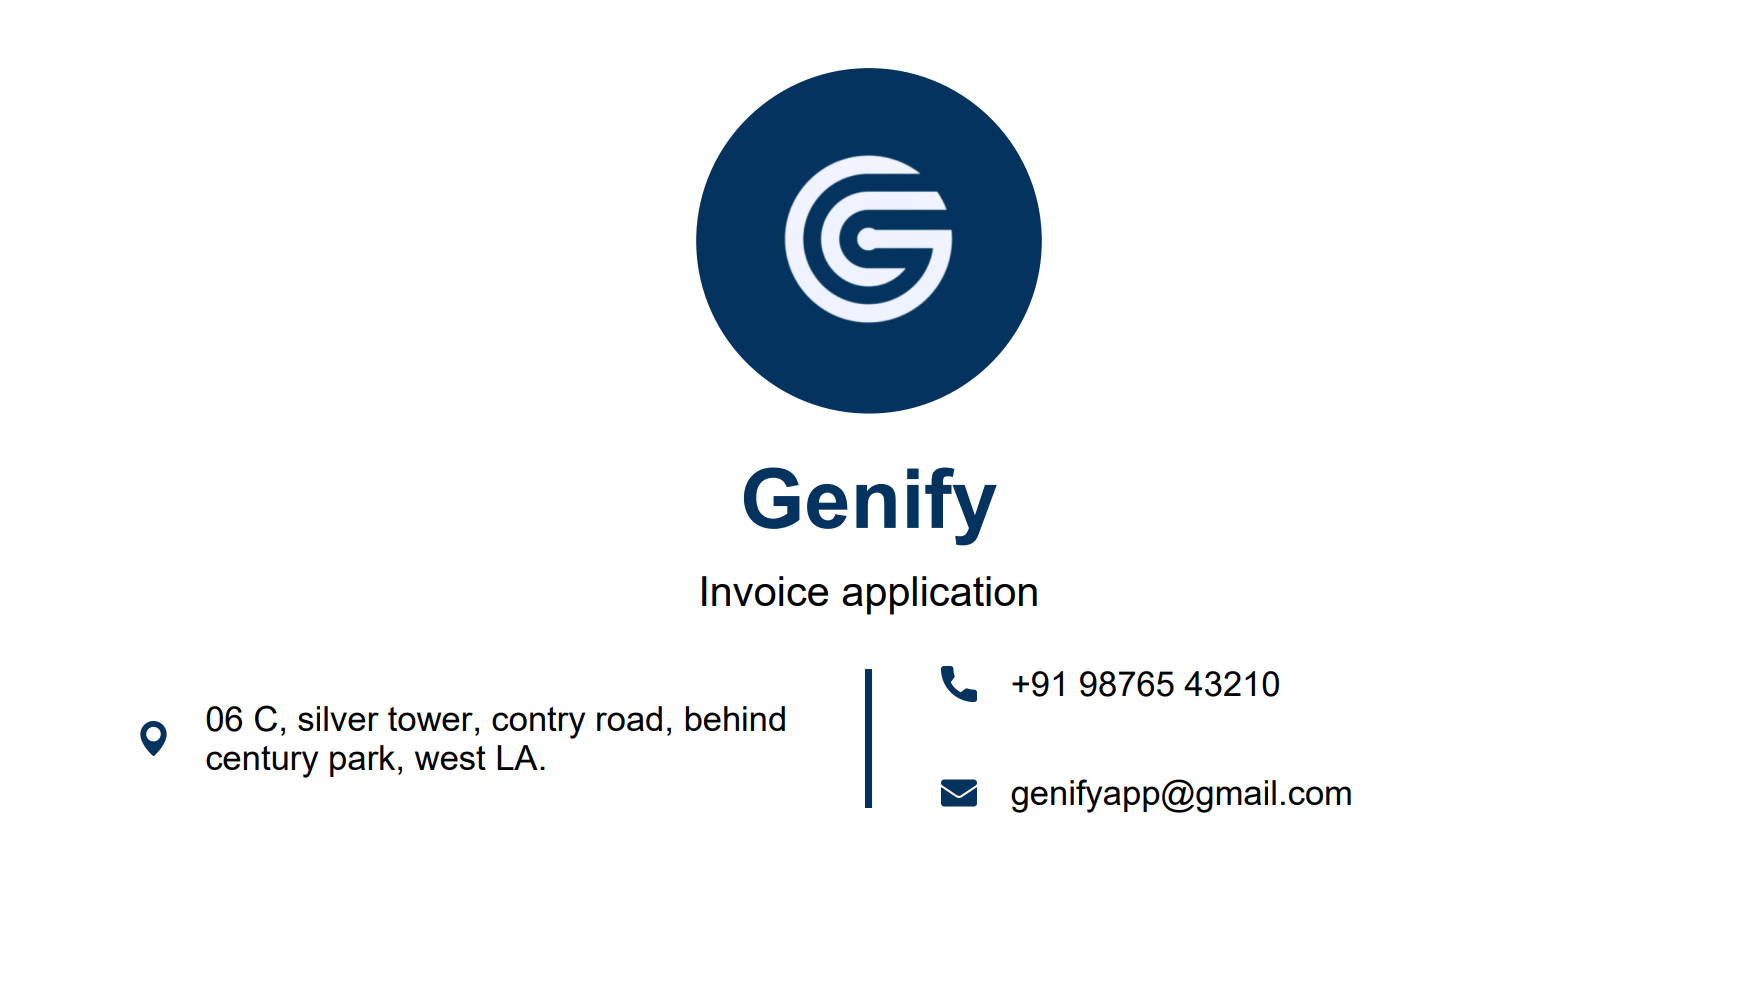 Genify
Invoice application
06 C, silver tower, contry road, behind
century park, west LA.
+91 98765 43210
genifyapp@gmail.com